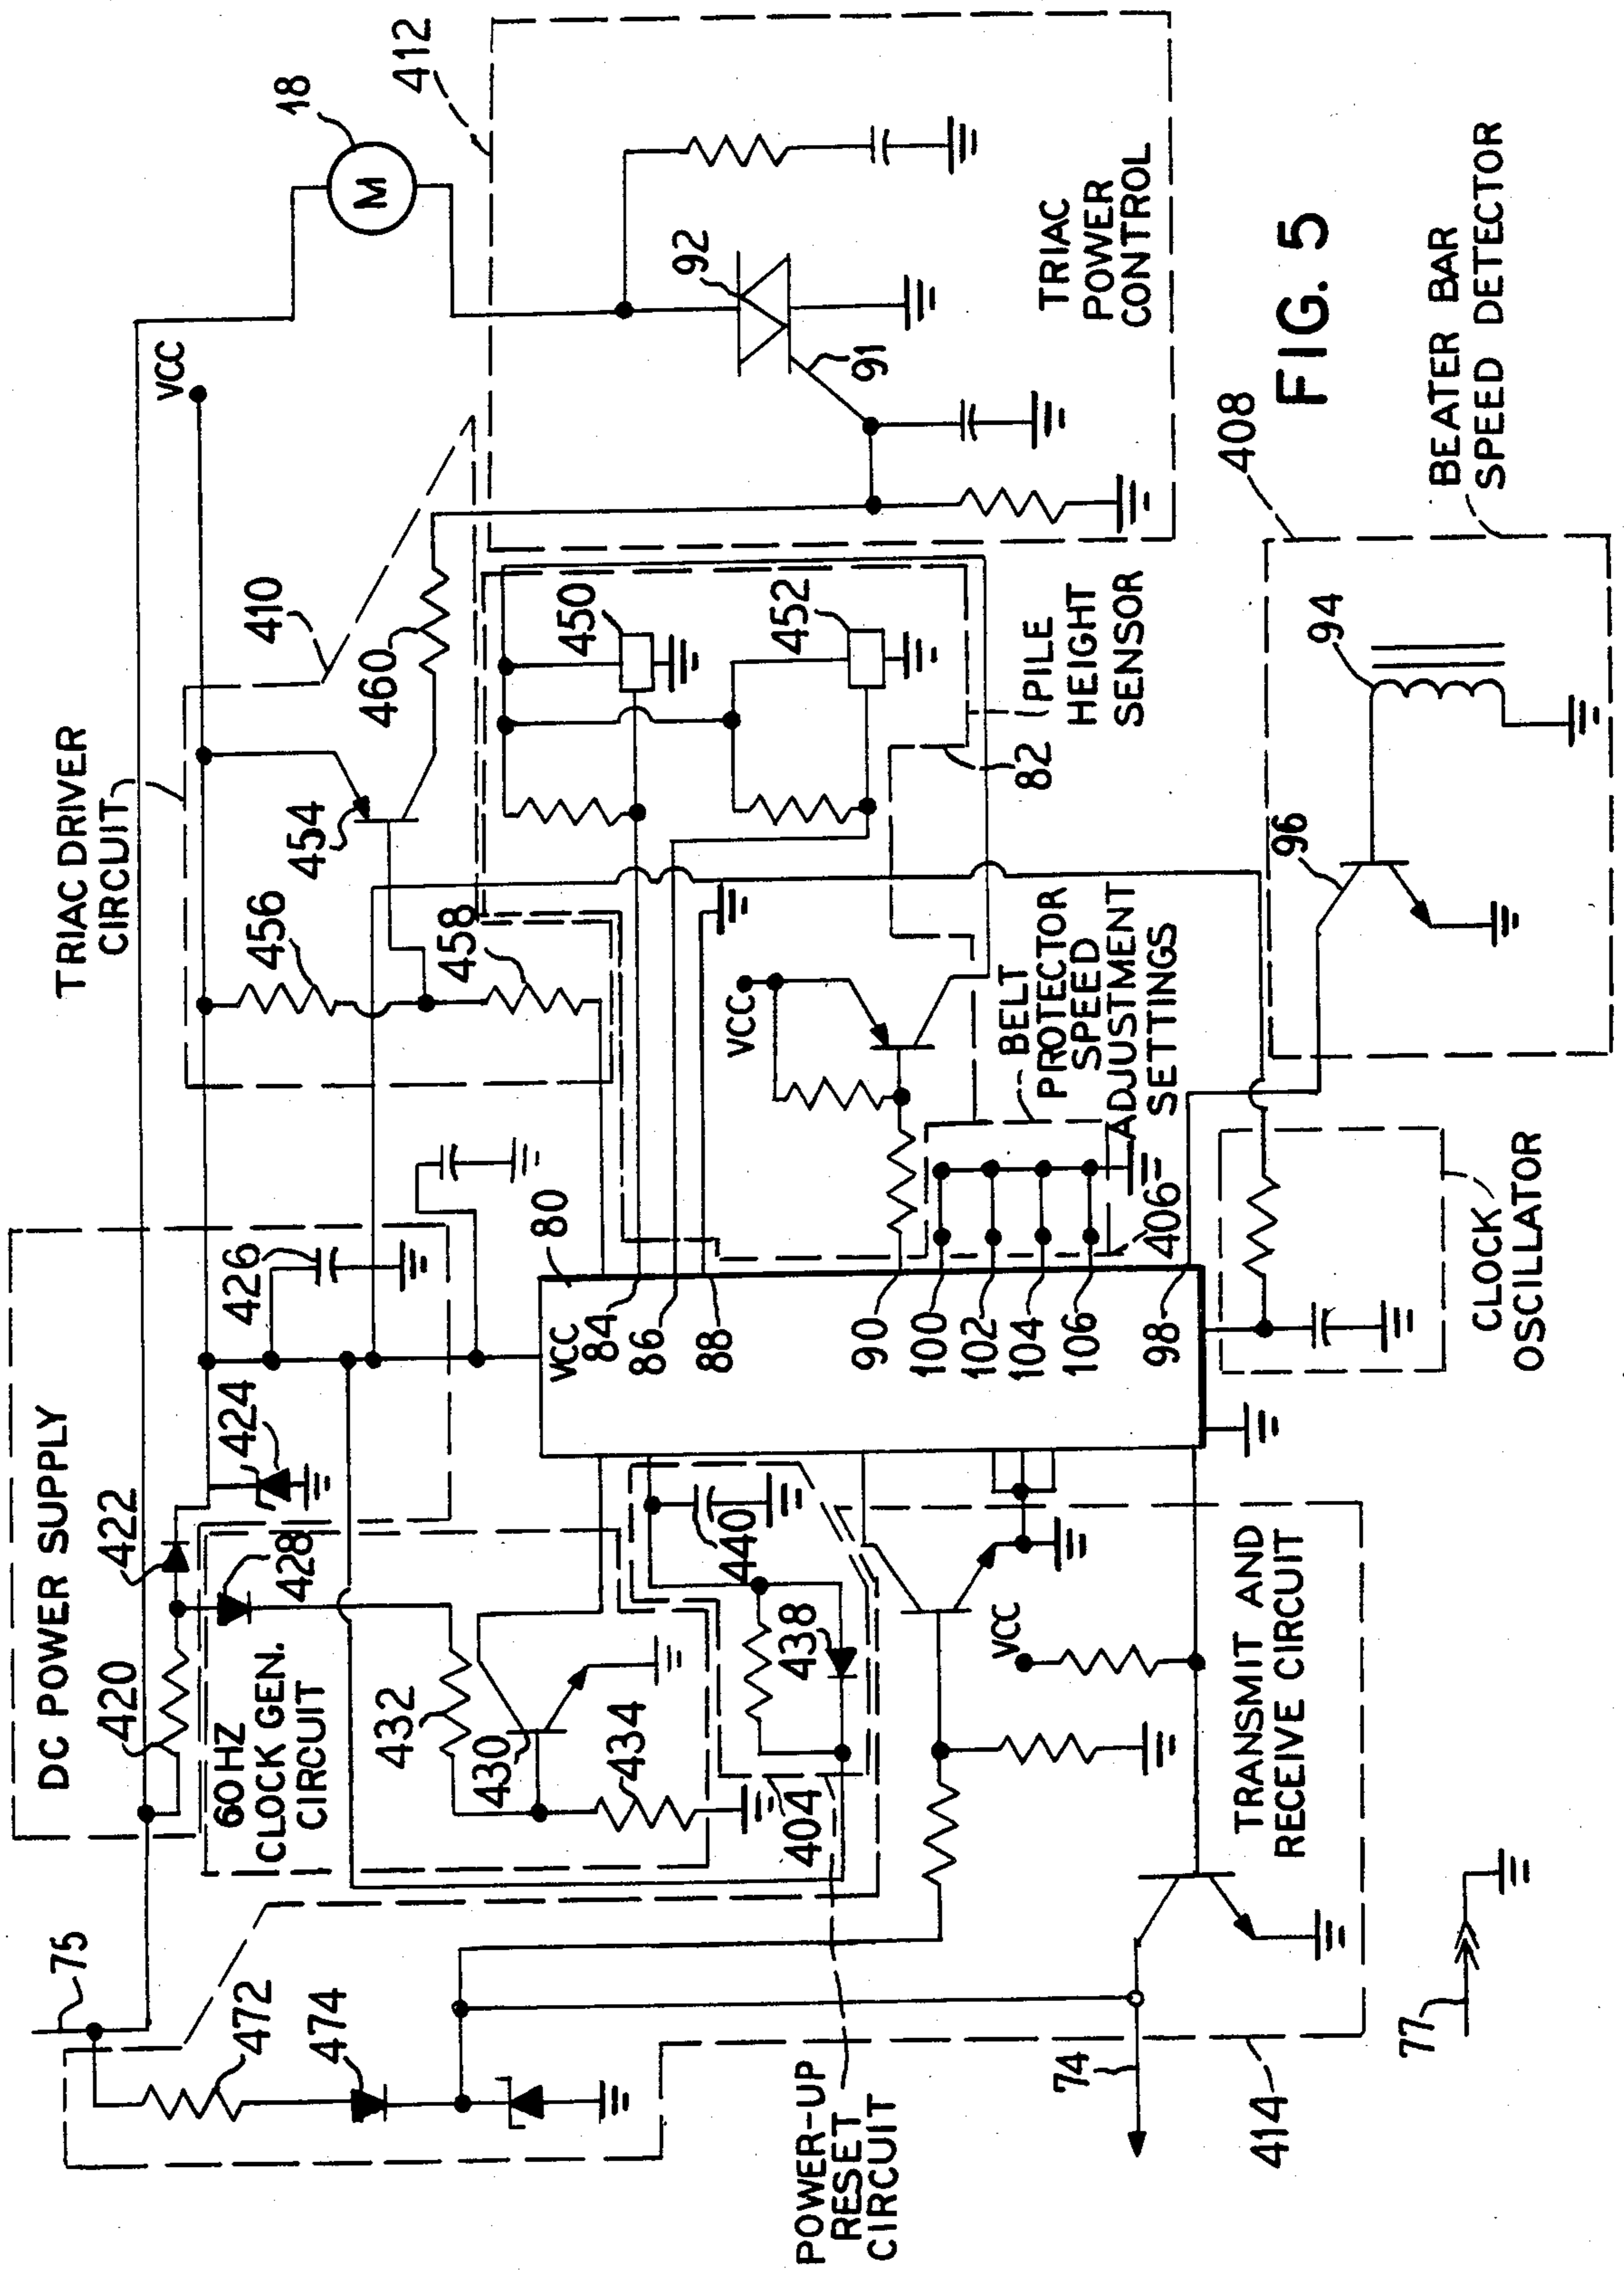 75
472
474
POWER-UP
RESET
CIRCUIT
74
414
77
DC POWER SUPPLY
420
422
424
426
60HZ
CLOCK GEN.
CIRCUIT
428
432
430
434
404
438
440
TRANSMIT AND
RECEIVE CIRCUIT
VCC
80
VCC
84
86
88
90
100
102
104
106
98
406
CLOCK
OSCILLATOR
TRIAC DRIVER
CIRCUIT
456
454
458
460
410
VCC
18
M
412
450
452
82
PILE
HEIGHT
SENSOR
VCC
BELT
PROTECTOR
SPEED
ADJUSTMENT
SETTINGS
92
91
TRIAC
POWER
CONTROL
408
94
96
BEATER BAR
SPEED DETECTOR
FIG. 5